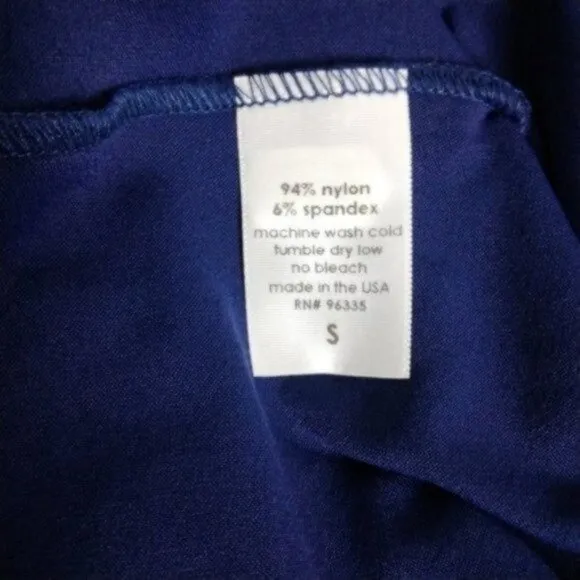 94% nylon
6% spandex
machine wash cold
tumble dry low
no bleach
made in the USA
RN# 96335
S